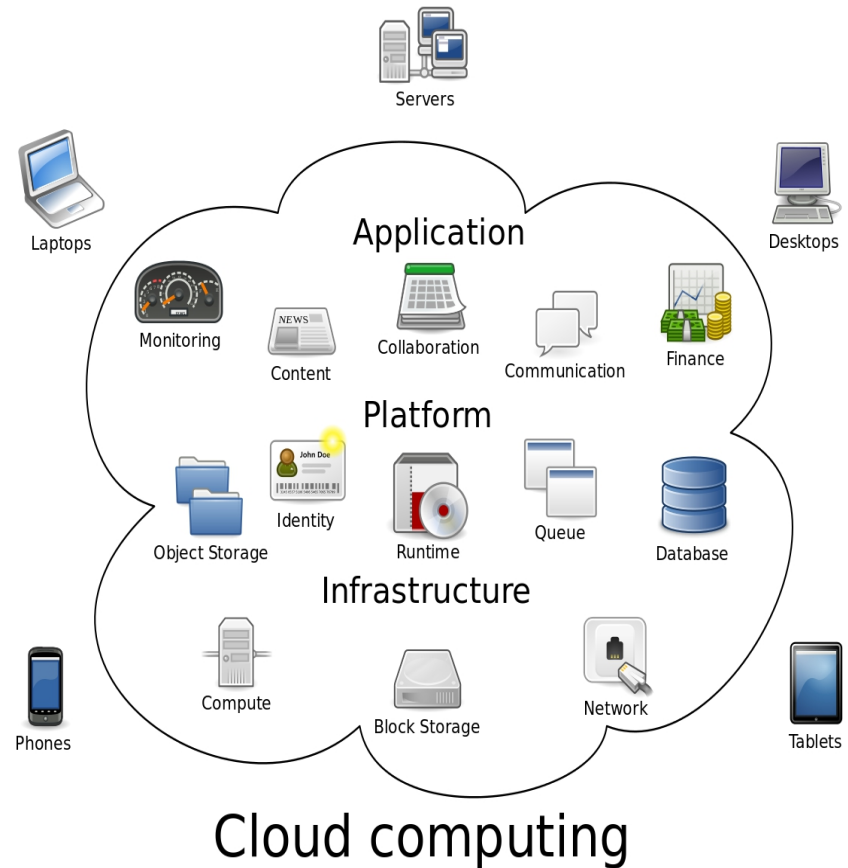 Servers
Laptops
Desktops
Application
Monitoring
NEWS
Content
Collaboration
Communication
Finance
Platform
Object Storage
John Doe
Identity
Runtime
Queue
Database
Infrastructure
Compute
Block Storage
Network
Phones
Tablets
Cloud computing